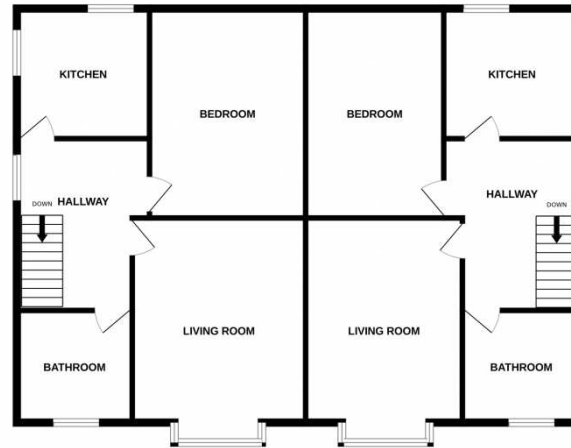 KITCHEN
KITCHEN
BEDROOM
BEDROOM
HALLWAY
DOWN
HALLWAY
DOWN
LIVING ROOM
LIVING ROOM
BATHROOM
BATHROOM